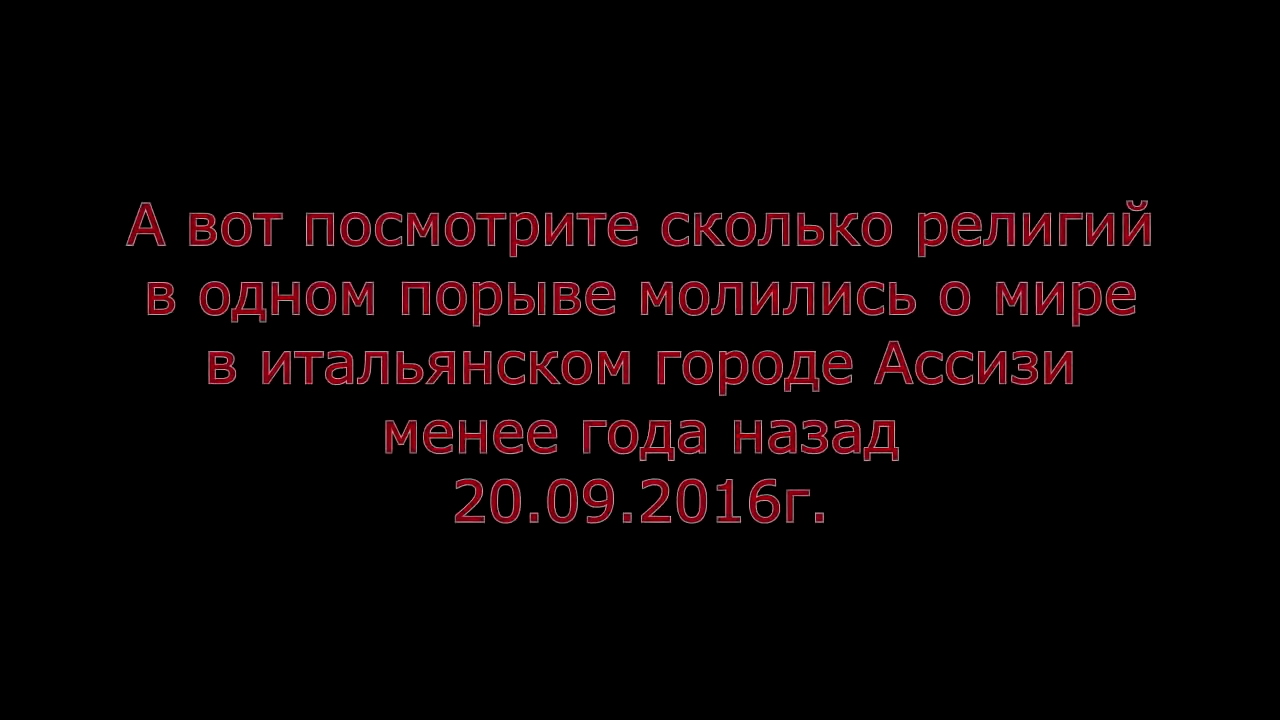 А вот посмотрите сколько религий
в одном порыве молились о мире
в итальянском городе Ассизи
менее года назад
20.09.2016г.